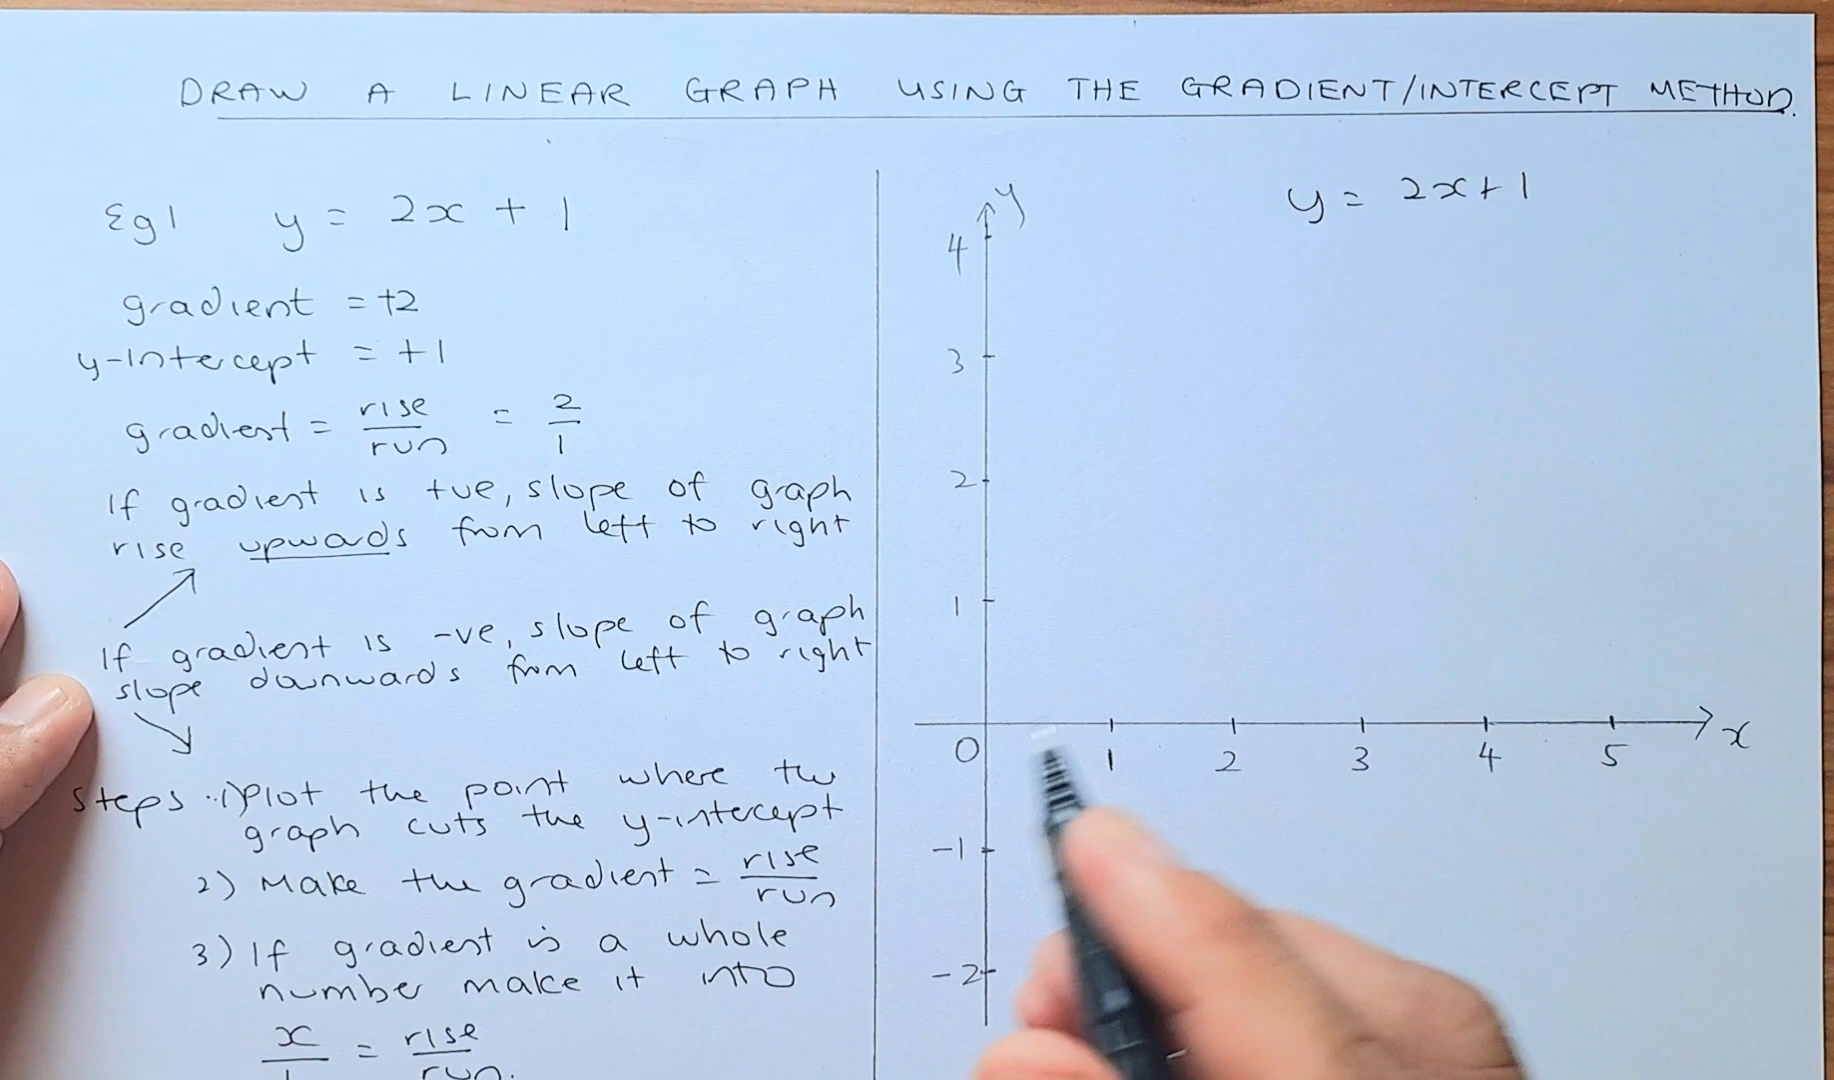 DRAW A LINEAR GRAPH USING THE GRADIENT/INTERCEPT METHOD.
Eg1 y = 2x + 1
gradient = +2
y-intercept = +1
gradient = rise/run = 2/1
If gradient is +ve, slope of graph
rise upwards from left to right
If gradient is -ve, slope of graph
slope downwards from left to right
steps :. 1) Plot the point where the
graph cuts the y-intercept
2) Make the gradient = rise/run
3) If gradient is a whole
number make it into
x/1 = rise/run.
y = 2x+1
y
4
3
2
1
0 1 2 3 4 5 x
-1
-2